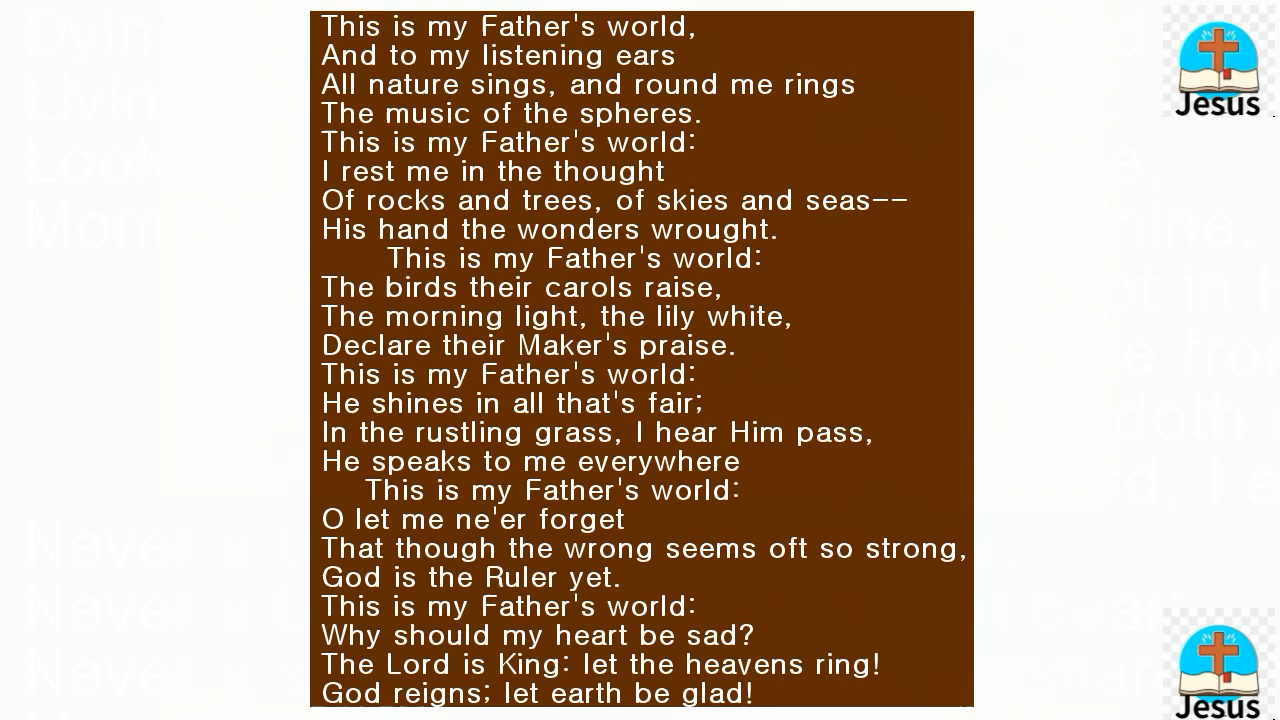 This is my Father's world,
And to my listening ears
All nature sings, and round me rings
The music of the spheres.
This is my Father's world:
I rest me in the thought
Of rocks and trees, of skies and seas--
His hand the wonders wrought.
This is my Father's world:
The birds their carols raise,
The morning light, the lily white,
Declare their Maker's praise.
This is my Father's world:
He shines in all that's fair;
In the rustling grass, I hear Him pass,
He speaks to me everywhere
This is my Father's world:
O let me ne'er forget
That though the wrong seems oft so strong,
God is the Ruler yet.
This is my Father's world:
Why should my heart be sad?
The Lord is King: let the heavens ring!
God reigns; let earth be glad!
Jesus
Jesus